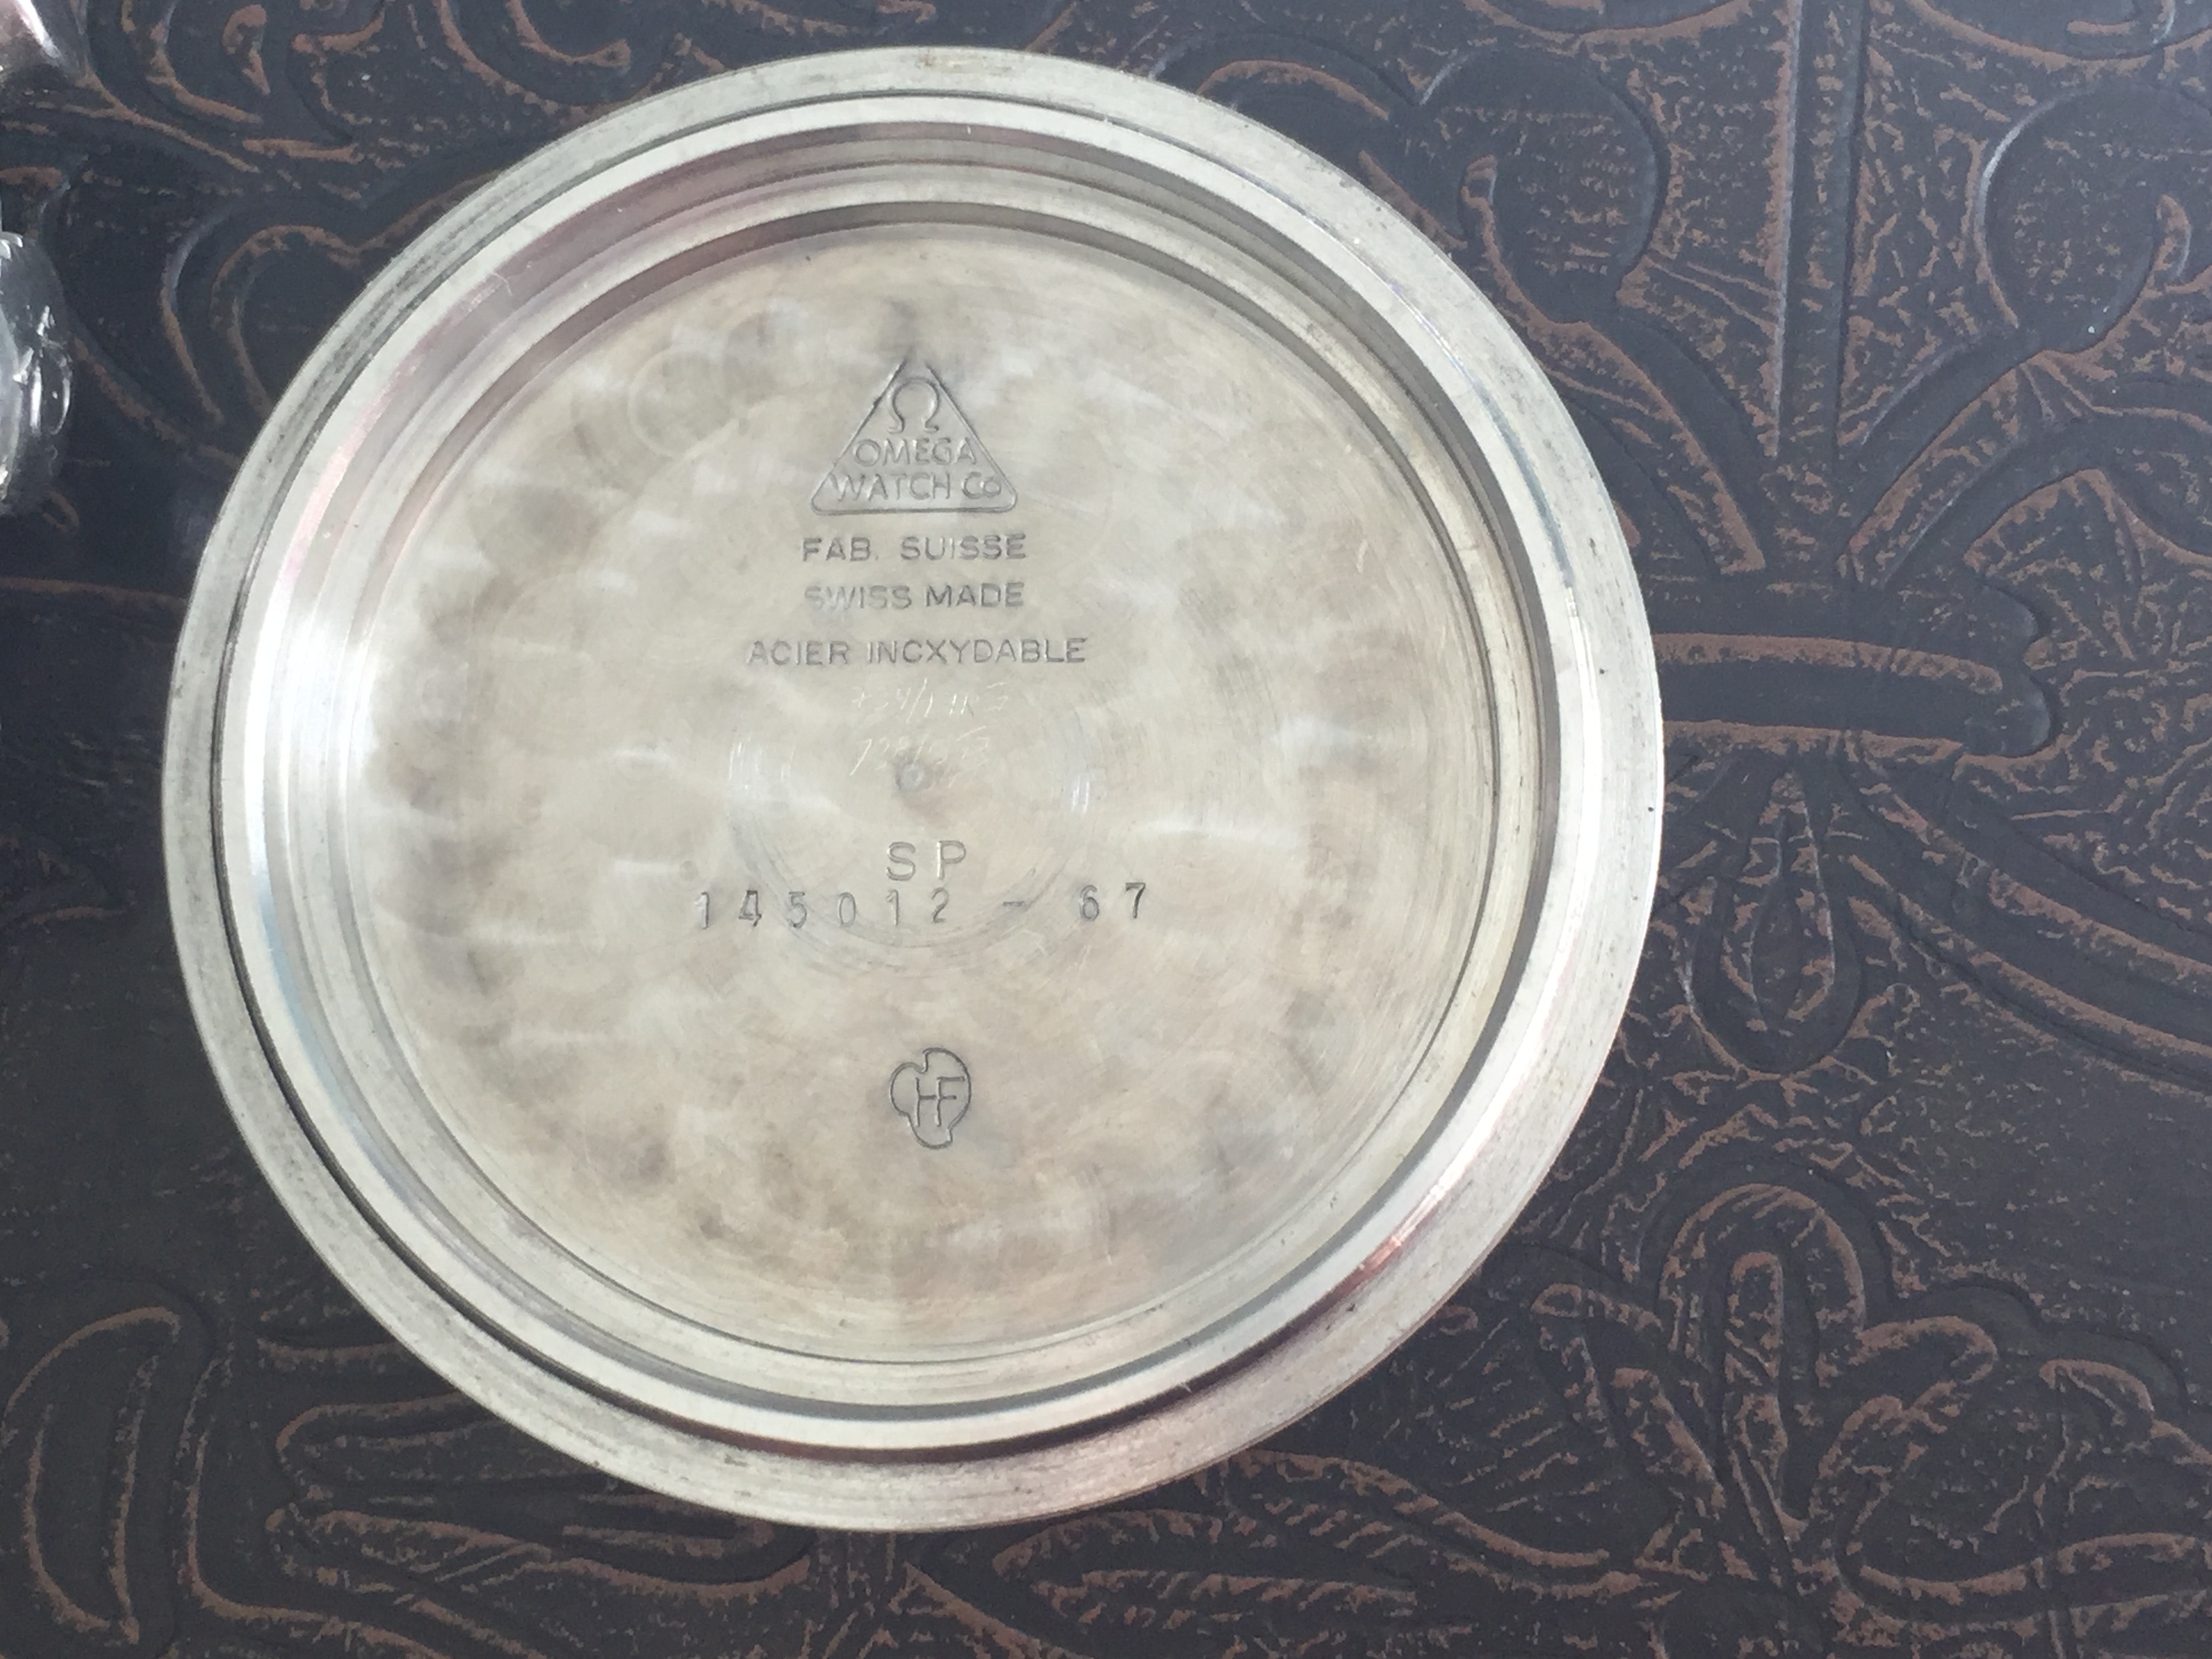 Ω
OMEGA
WATCH Co
FAB. SUISSE
SWISS MADE
ACIER INOXYDABLE
SP
145012 - 67
HF